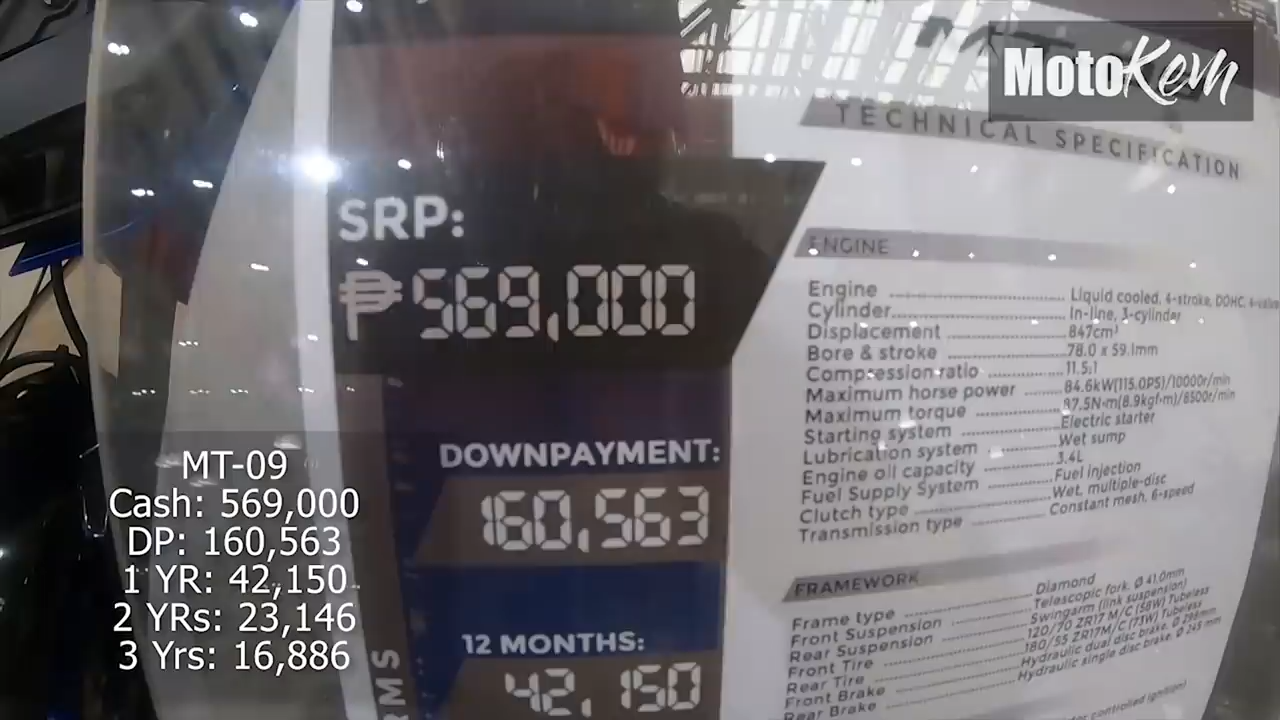 MotoKevn
TECHNICAL SPECIFICATION
SRP:
₱569,000
DOWNPAYMENT:
160,563
12 MONTHS:
42,150
MT-09
Cash: 569,000
DP: 160,563
1 YR: 42,150
2 YRs: 23,146
3 Yrs: 16,886
ENGINE
Engine Liquid cooled, 4-stroke, DOHC,
Cylinder In-line, 3-cylinder
Displacement 847cm³
Bore & stroke 78.0 x 59.1mm
Compression ratio 11.5:1
Maximum horse power 84.6kW(115.0PS)/10000r/min
Maximum torque 87.5N·m(8.9kgf·m)/8500r/min
Starting system Electric starter
Lubrication system Wet sump
Engine oil capacity 3.4L
Fuel Supply System Fuel injection
Clutch type Wet, multiple-disc
Transmission type Constant mesh, 6-speed
FRAMEWORK
Frame type Diamond
Front Suspension Telescopic fork, Ø 41.0mm
Rear Suspension Swingarm (link suspension)
Front Tire 120/70 ZR17 M/C (58W) Tubeless
Rear Tire 180/55 ZR17M/C (73W) Tubeless
Front Brake Hydraulic dual disc brake, Ø 298mm
Rear Brake Hydraulic single disc brake, Ø 245 mm